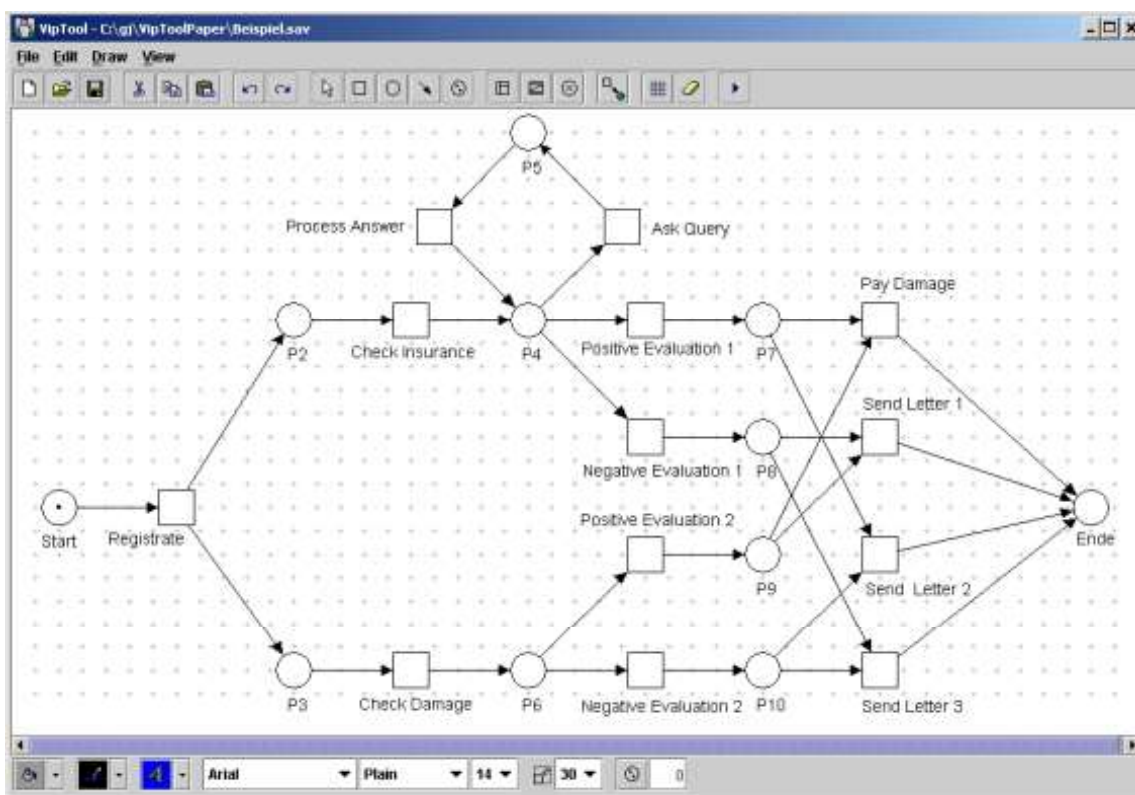 VipTool - C:\gj\VipToolPaper\Beispiel.sav
File Edit Draw View
P5
Process Answer
Ask Query
Pay Damage
P2
Check Insurance
P4
Positive Evaluation 1
P7
Send Letter 1
Negative Evaluation 1
P8
Positive Evaluation 2
Start
Registrate
Ende
P9
Send Letter 2
P3
Check Damage
P6
Negative Evaluation 2
P10
Send Letter 3
Arial
Plain
14
30
0